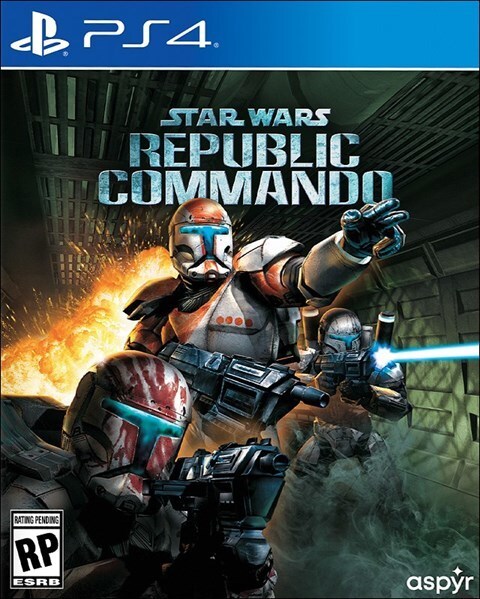 PS4
STAR WARS
REPUBLIC
COMMANDO
RATING PENDING
RP
ESRB
aspyr